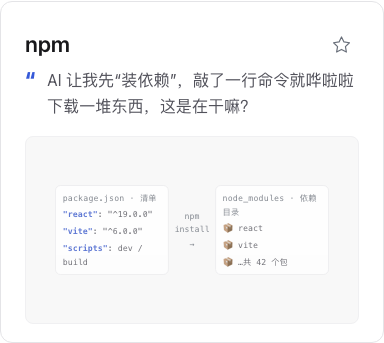 npm
“ AI 让我先“装依赖”，敲了一行命令就哗啦啦
下载一堆东西，这是在干嘛？
package.json · 清单
"react": "^19.0.0"
"vite": "^6.0.0"
"scripts": dev /
build
npm
install
→
node_modules · 依赖
目录
📦 react
📦 vite
📦 …共 42 个包